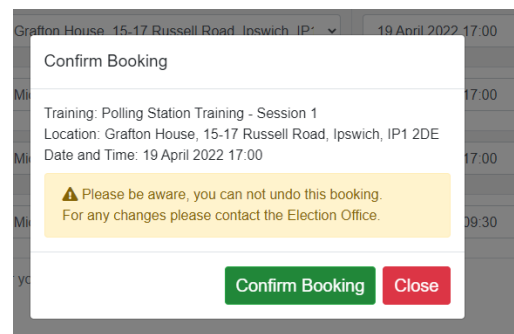 Grafton House, 15-17 Russell Road, Ipswich, IP1
19 April 2022 17:00
Confirm Booking
17:00
Training: Polling Station Training - Session 1
Location: Grafton House, 15-17 Russell Road, Ipswich, IP1 2DE
Date and Time: 19 April 2022 17:00
17:00
Please be aware, you can not undo this booking.
For any changes please contact the Election Office.
09:30
Confirm Booking
Close